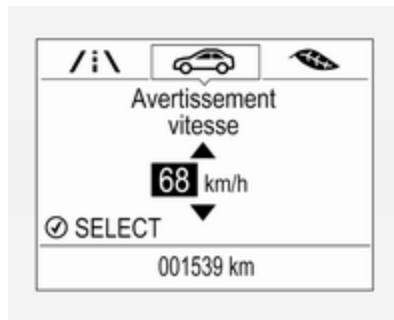 Avertissement
vitesse
68 km/h
SELECT
001539 km